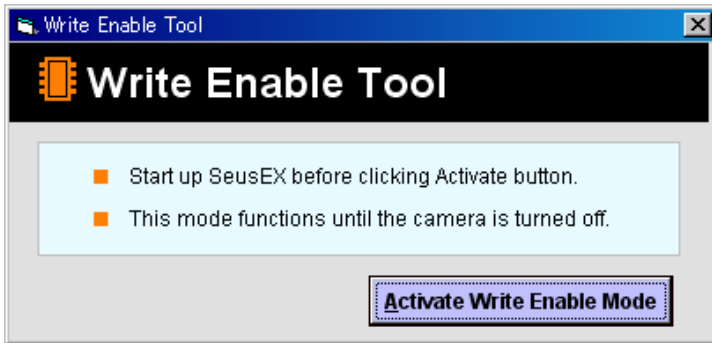 Write Enable Tool
Write Enable Tool
Start up SeusEX before clicking Activate button.
This mode functions until the camera is turned off.
Activate Write Enable Mode